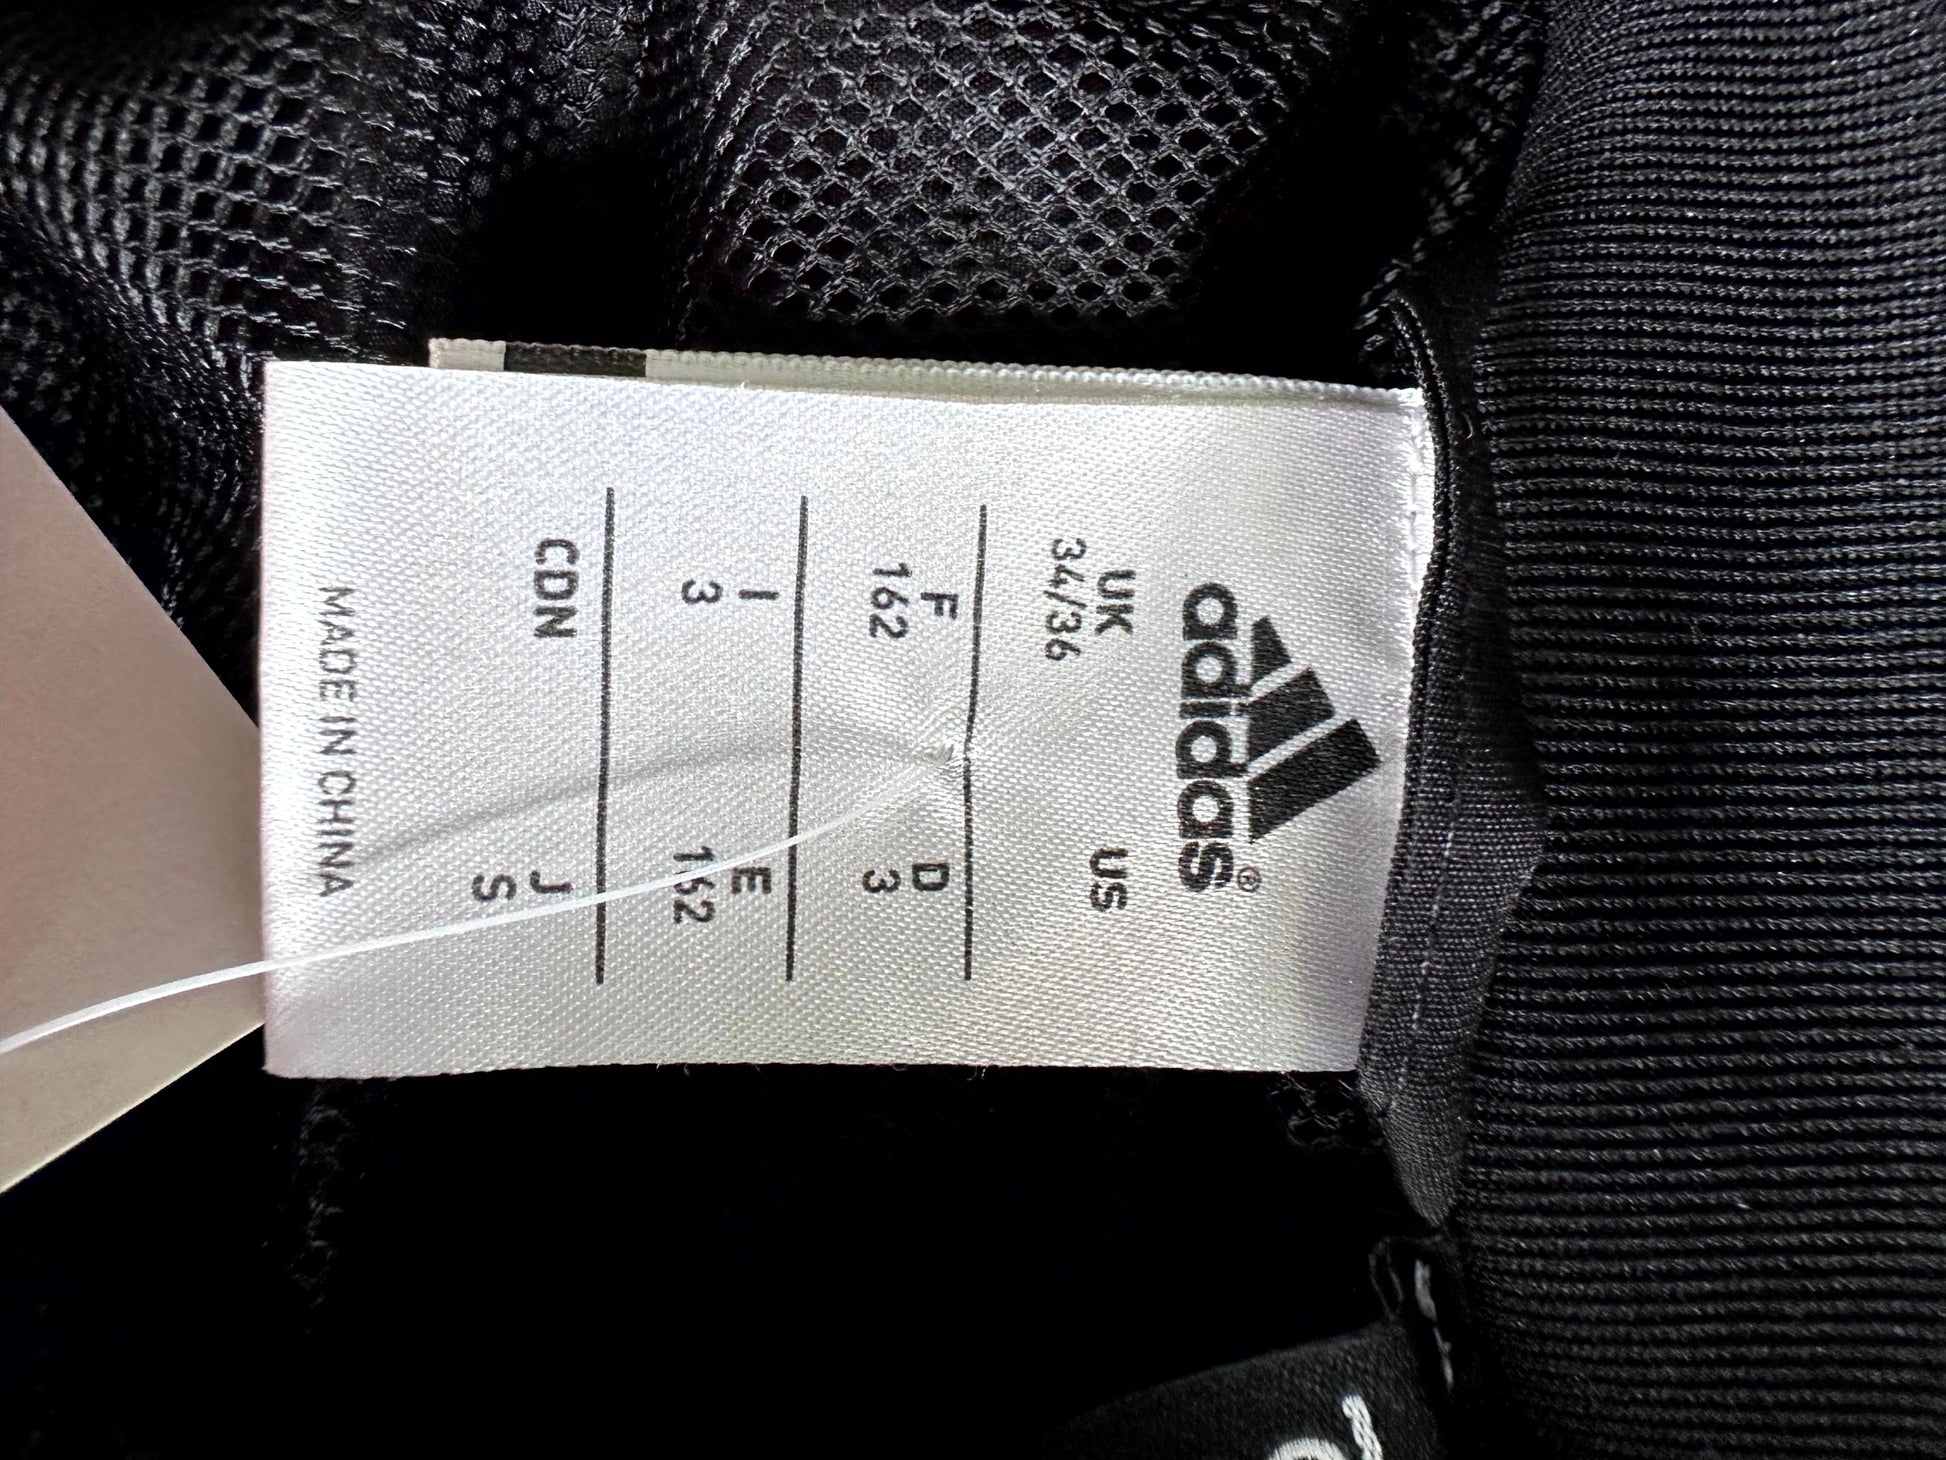 adidas®
UK US
34/36
F D
162 3
I E
3 162
CDN J
S
MADE IN CHINA